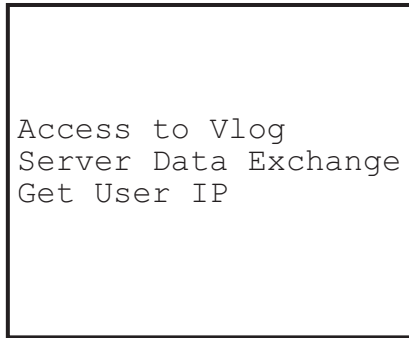 Access to Vlog
Server Data Exchange
Get User IP